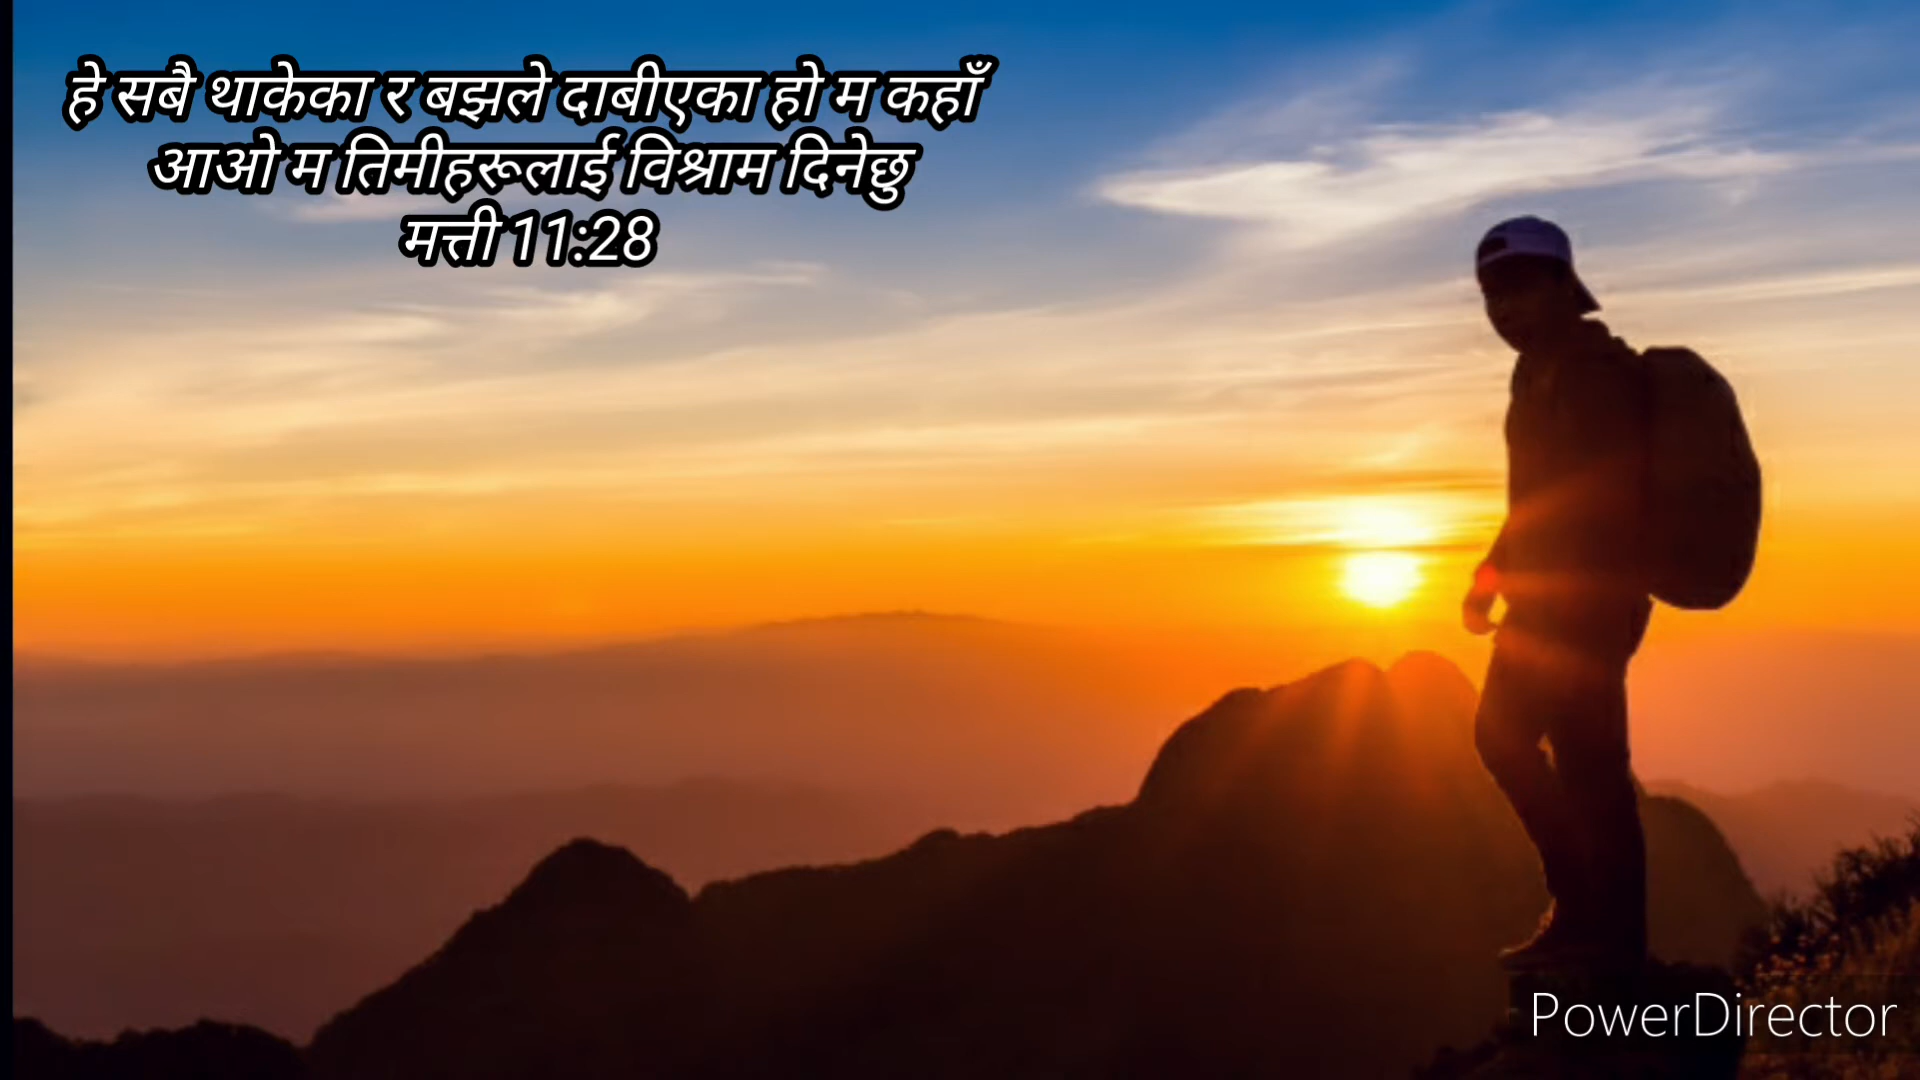 हे सबै थाकेका र बझले दाबीएका हो म कहाँ
आओ म तिमीहरूलाई विश्राम दिनेछु
मत्ती 11:28
PowerDirector